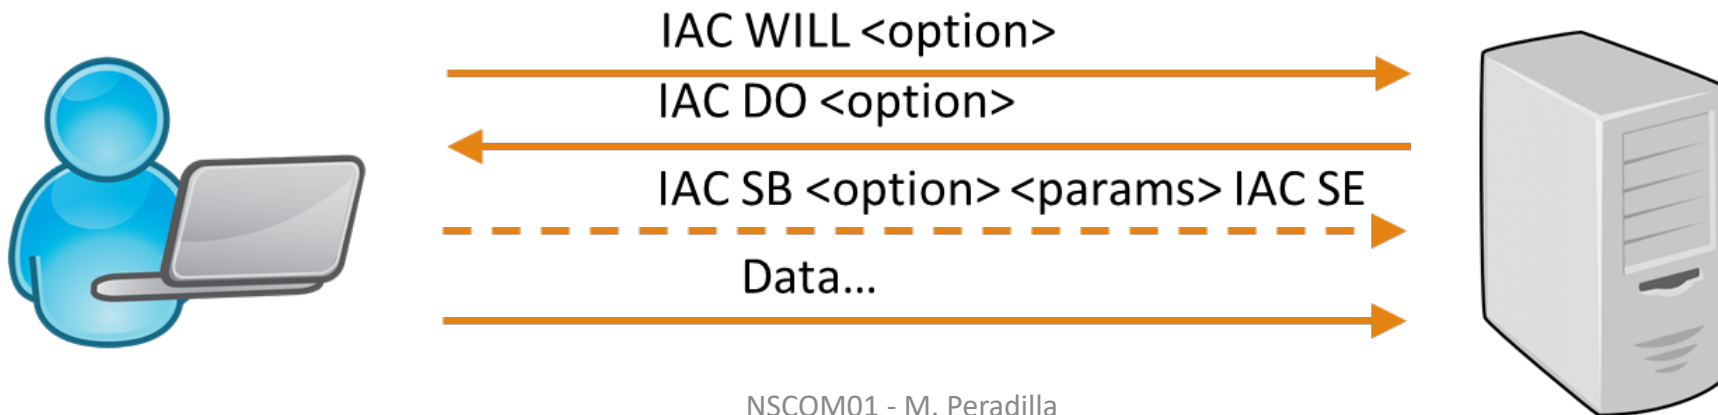 IAC WILL <option>
IAC DO <option>
IAC SB <option> <params> IAC SE
Data...
NSCOM01 - M. Peradilla